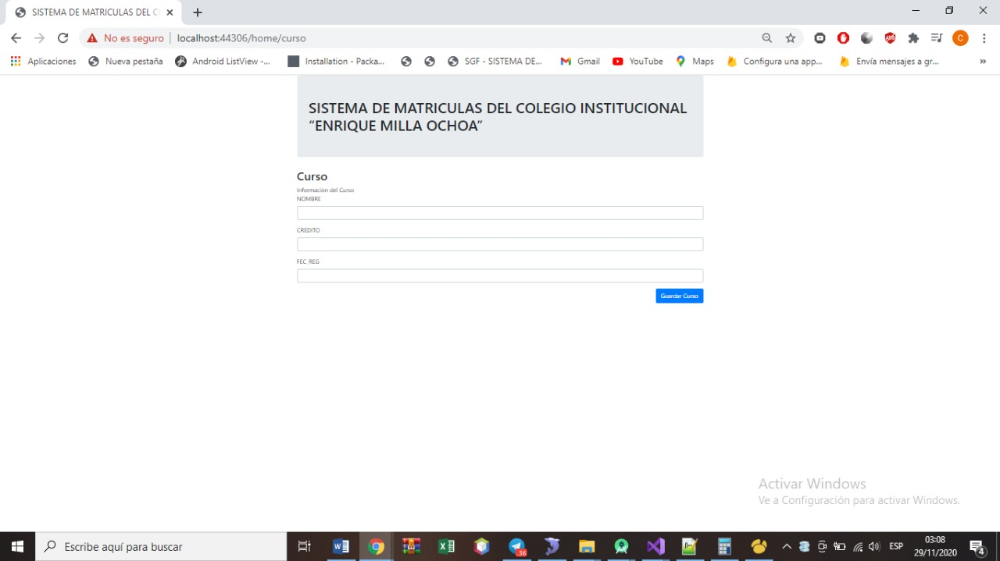 SISTEMA DE MATRICULAS DEL C
No es seguro
localhost:44306/home/curso
Aplicaciones
Nueva pestaña
Android ListView -...
Installation - Packa...
SGF - SISTEMA DE...
Gmail
YouTube
Maps
Configura una app...
Envía mensajes a gr...
»
SISTEMA DE MATRICULAS DEL COLEGIO INSTITUCIONAL
“ENRIQUE MILLA OCHOA”
Curso
Información del Curso
NOMBRE
CREDITO
FEC_REG
Guardar Curso
Activar Windows
Ve a Configuración para activar Windows.
Escribe aquí para buscar
56
ESP
03:08
29/11/2020
4